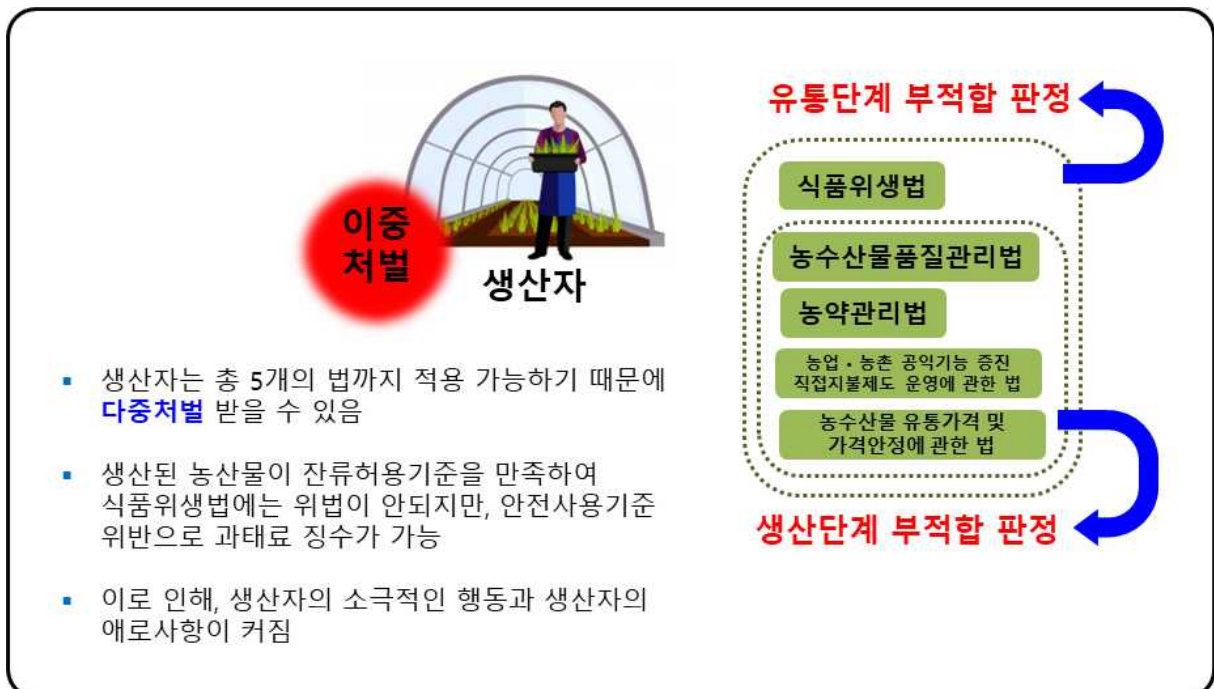 이중
처벌
생산자
▪ 생산자는 총 5개의 법까지 적용 가능하기 때문에
다중처벌 받을 수 있음
▪ 생산된 농산물이 잔류허용기준을 만족하여
식품위생법에는 위법이 안되지만, 안전사용기준
위반으로 과태료 징수가 가능
▪ 이로 인해, 생산자의 소극적인 행동과 생산자의
애로사항이 커짐
유통단계 부적합 판정
식품위생법
농수산물품질관리법
농약관리법
농업・농촌 공익기능 증진
직접지불제도 운영에 관한 법
농수산물 유통가격 및
가격안정에 관한 법
생산단계 부적합 판정